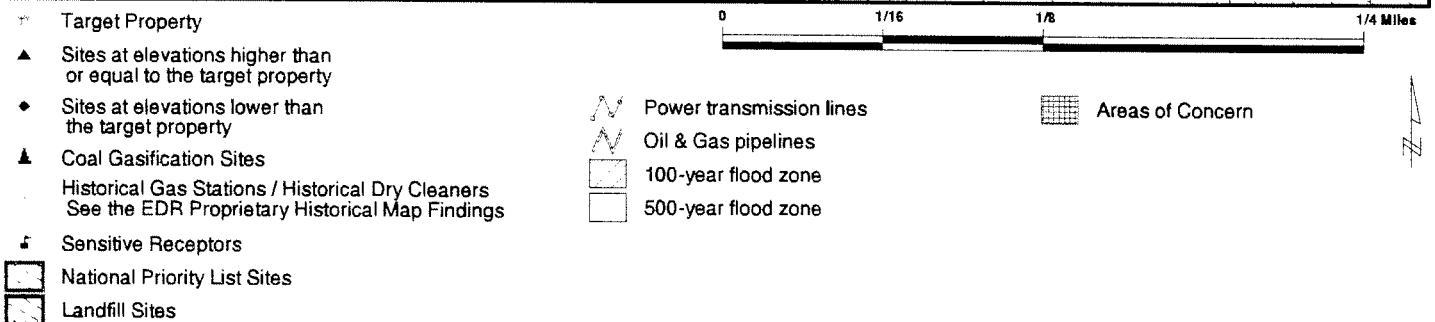 Target Property
Sites at elevations higher than
or equal to the target property
Sites at elevations lower than
the target property
Coal Gasification Sites
Historical Gas Stations / Historical Dry Cleaners
See the EDR Proprietary Historical Map Findings
Sensitive Receptors
National Priority List Sites
Landfill Sites
0 1/16 1/8 1/4 Miles
Power transmission lines
Oil & Gas pipelines
100-year flood zone
500-year flood zone
Areas of Concern
N